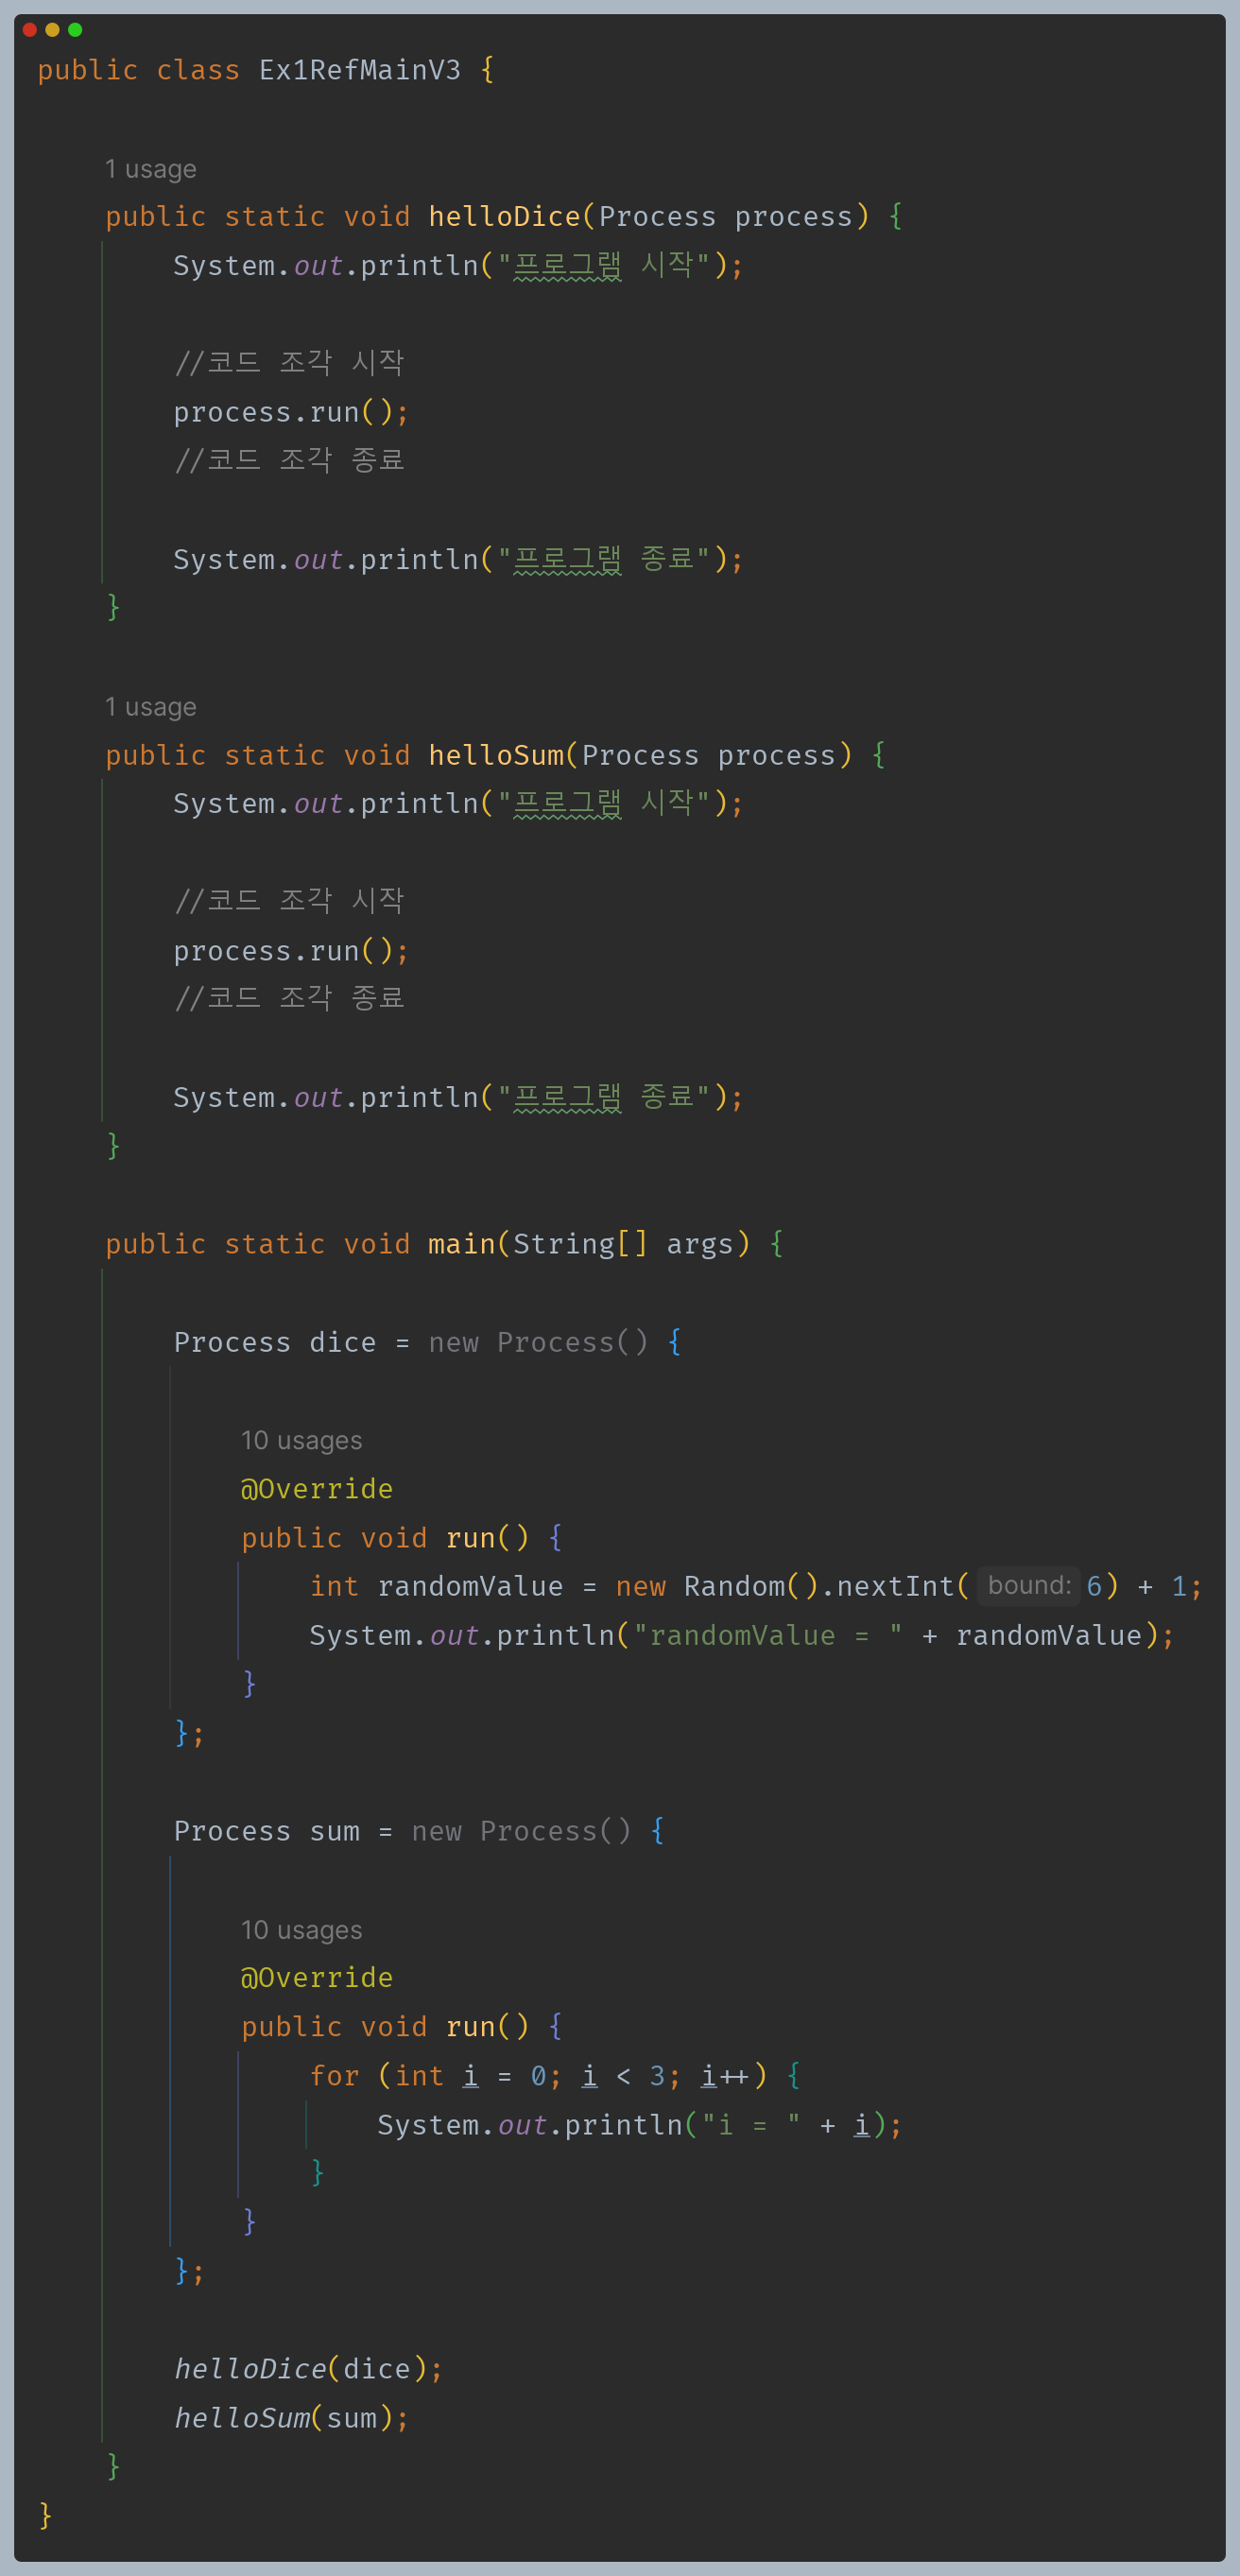 public class Ex1RefMainV3 {
1 usage
public static void helloDice(Process process) {
System.out.println("프로그램 시작");
//코드 조각 시작
process.run();
//코드 조각 종료
System.out.println("프로그램 종료");
}
1 usage
public static void helloSum(Process process) {
System.out.println("프로그램 시작");
//코드 조각 시작
process.run();
//코드 조각 종료
System.out.println("프로그램 종료");
}
public static void main(String[] args) {
Process dice = new Process() {
10 usages
@Override
public void run() {
int randomValue = new Random().nextInt( bound: 6) + 1;
System.out.println("randomValue = " + randomValue);
}
};
Process sum = new Process() {
10 usages
@Override
public void run() {
for (int i = 0; i < 3; i++) {
System.out.println("i = " + i);
}
}
};
helloDice(dice);
helloSum(sum);
}
}